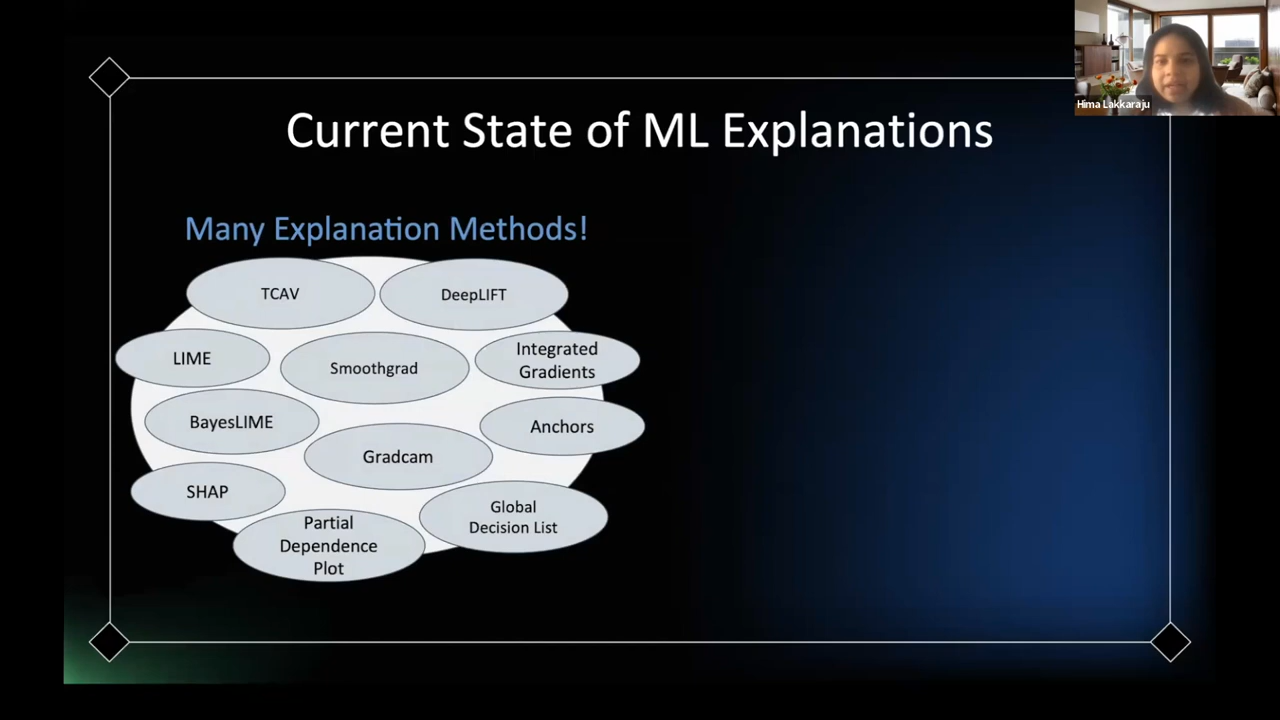 Hima Lakkaraju
Current State of ML Explanations
Many Explanation Methods!
TCAV
DeepLIFT
LIME
Smoothgrad
Integrated
Gradients
BayesLIME
Anchors
Gradcam
SHAP
Global
Decision List
Partial
Dependence
Plot